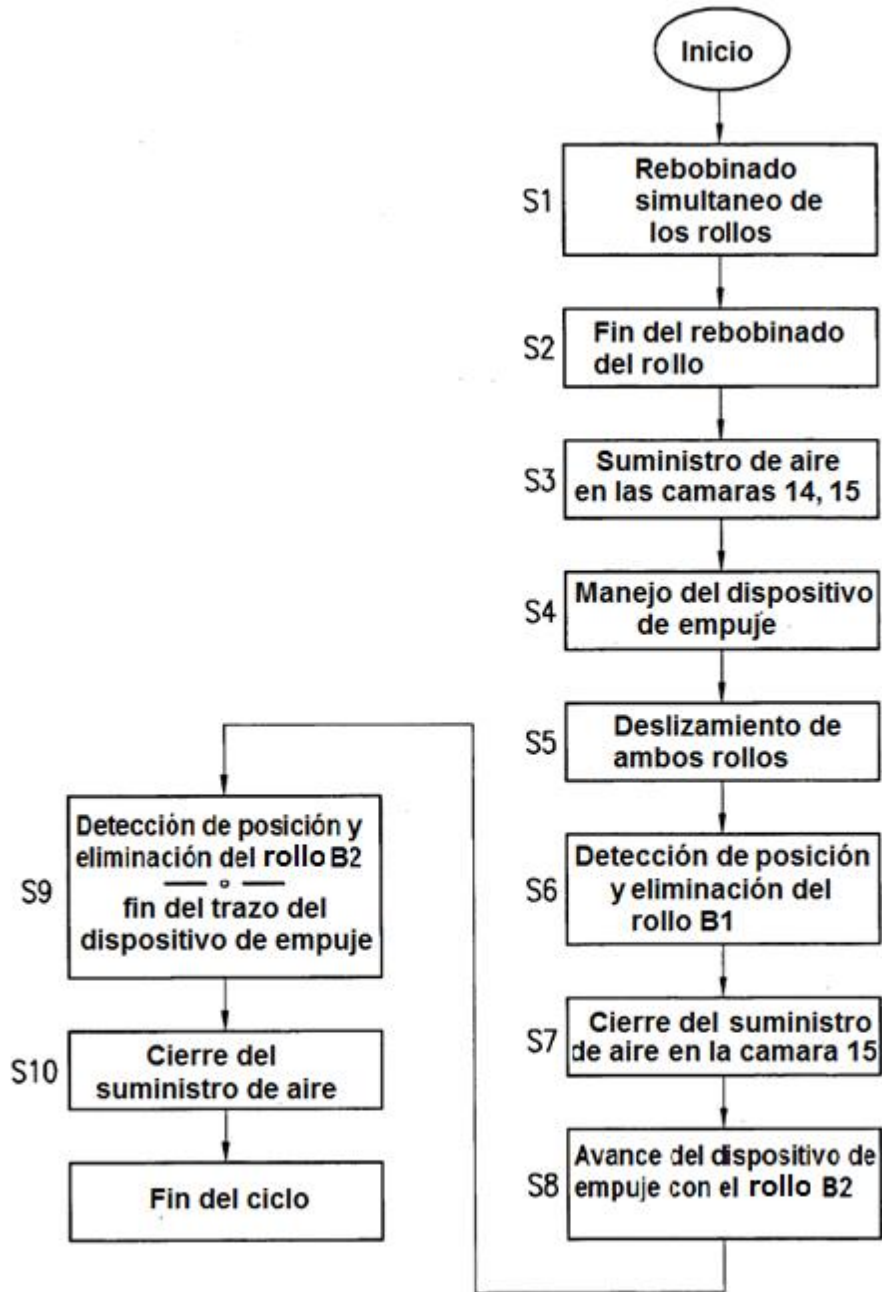 Inicio
S1
Rebobinado
simultaneo de
los rollos
S2
Fin del rebobinado
del rollo
S3
Suministro de aire
en las camaras 14, 15
S4
Manejo del dispositivo
de empuje
S5
Deslizamiento de
ambos rollos
S6
Detección de posición
y eliminación del
rollo B1
S7
Cierre del suministro
de aire en la camara 15
S8
Avance del dispositivo de
empuje con el rollo B2
S9
Detección de posición y
eliminación del rollo B2
— o —
fin del trazo del
dispositivo de empuje
S10
Cierre del
suministro de aire
Fin del ciclo